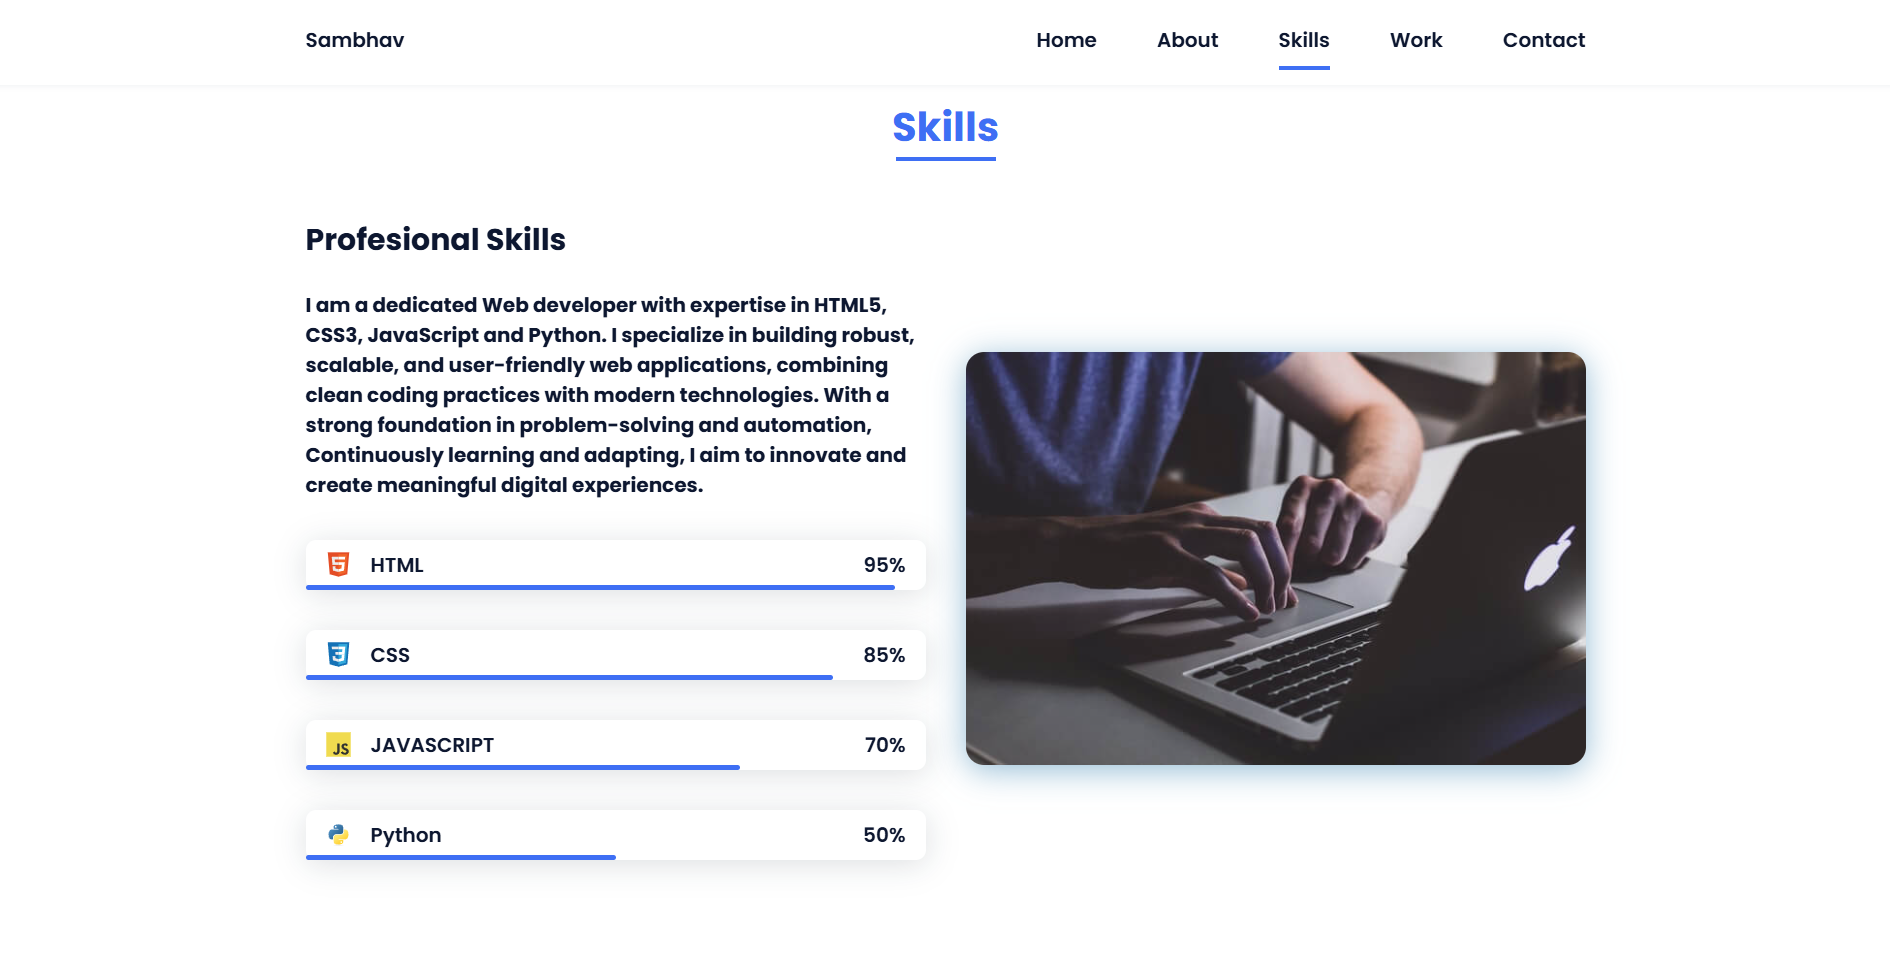 Sambhav
Home
About
Skills
Work
Contact
Skills
Profesional Skills
I am a dedicated Web developer with expertise in HTML5,
CSS3, JavaScript and Python. I specialize in building robust,
scalable, and user-friendly web applications, combining
clean coding practices with modern technologies. With a
strong foundation in problem-solving and automation,
Continuously learning and adapting, I aim to innovate and
create meaningful digital experiences.
5 HTML 95%
3 CSS 85%
JS JAVASCRIPT 70%
Python 50%